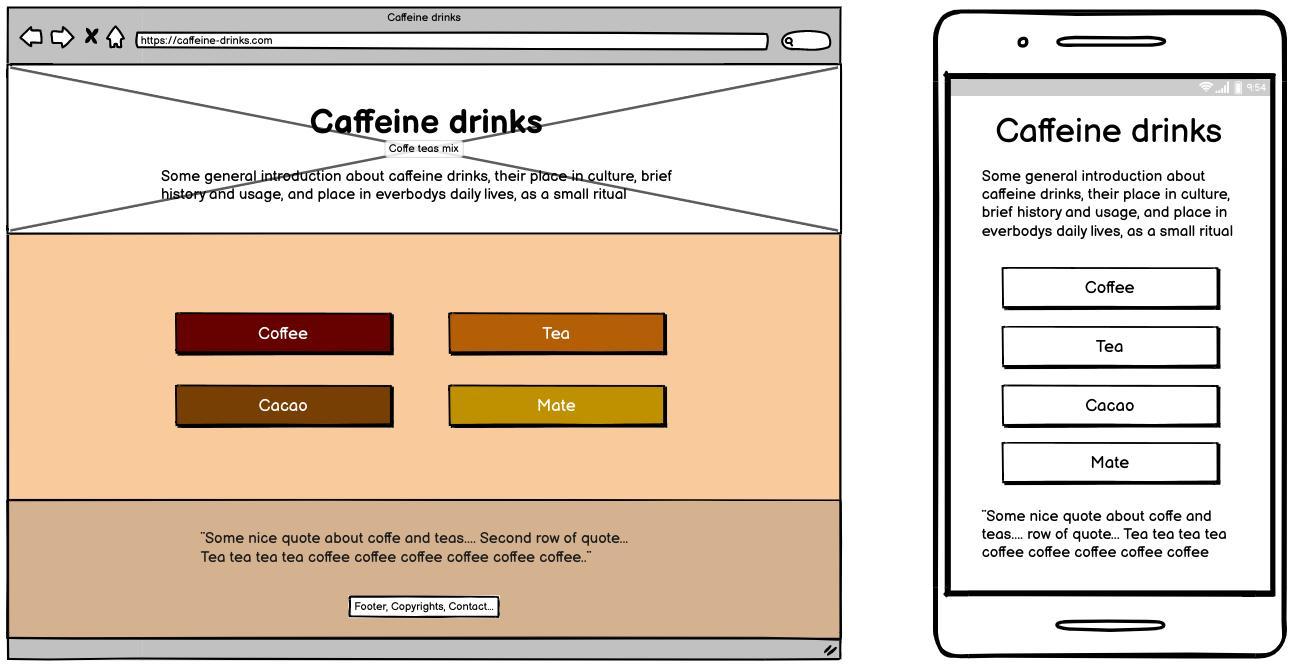 Caffeine drinks
https://caffeine-drinks.com
Caffeine drinks
Coffe teas mix
Some general introduction about caffeine drinks, their place in culture, brief
history and usage, and place in everbodys daily lives, as a small ritual
Coffee
Tea
Cacao
Mate
"Some nice quote about coffe and teas.... Second row of quote...
Tea tea tea tea coffee coffee coffee coffee coffee coffee.."
Footer, Copyrights, Contact...
9:54
Caffeine drinks
Some general introduction about
caffeine drinks, their place in culture,
brief history and usage, and place in
everbodys daily lives, as a small ritual
Coffee
Tea
Cacao
Mate
"Some nice quote about coffe and
teas.... row of quote... Tea tea tea tea
coffee coffee coffee coffee coffee